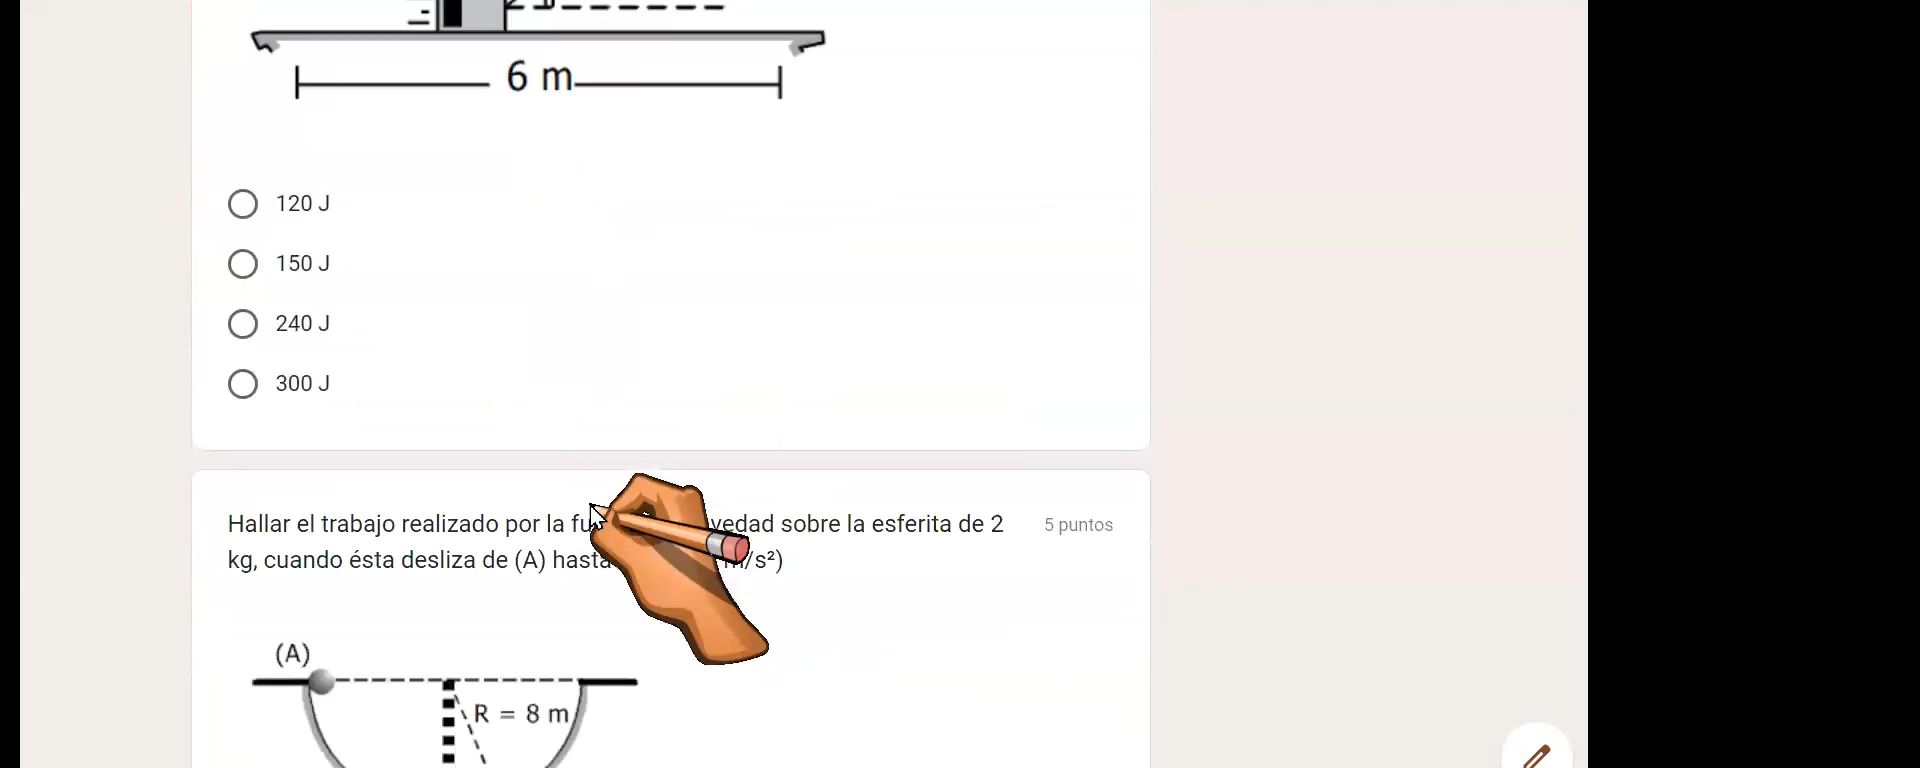 6 m
120 J
150 J
240 J
300 J
Hallar el trabajo realizado por la vedad sobre la esferita de 2
5 puntos
kg, cuando ésta desliza de (A) hasta m/s²)
(A)
R = 8 m